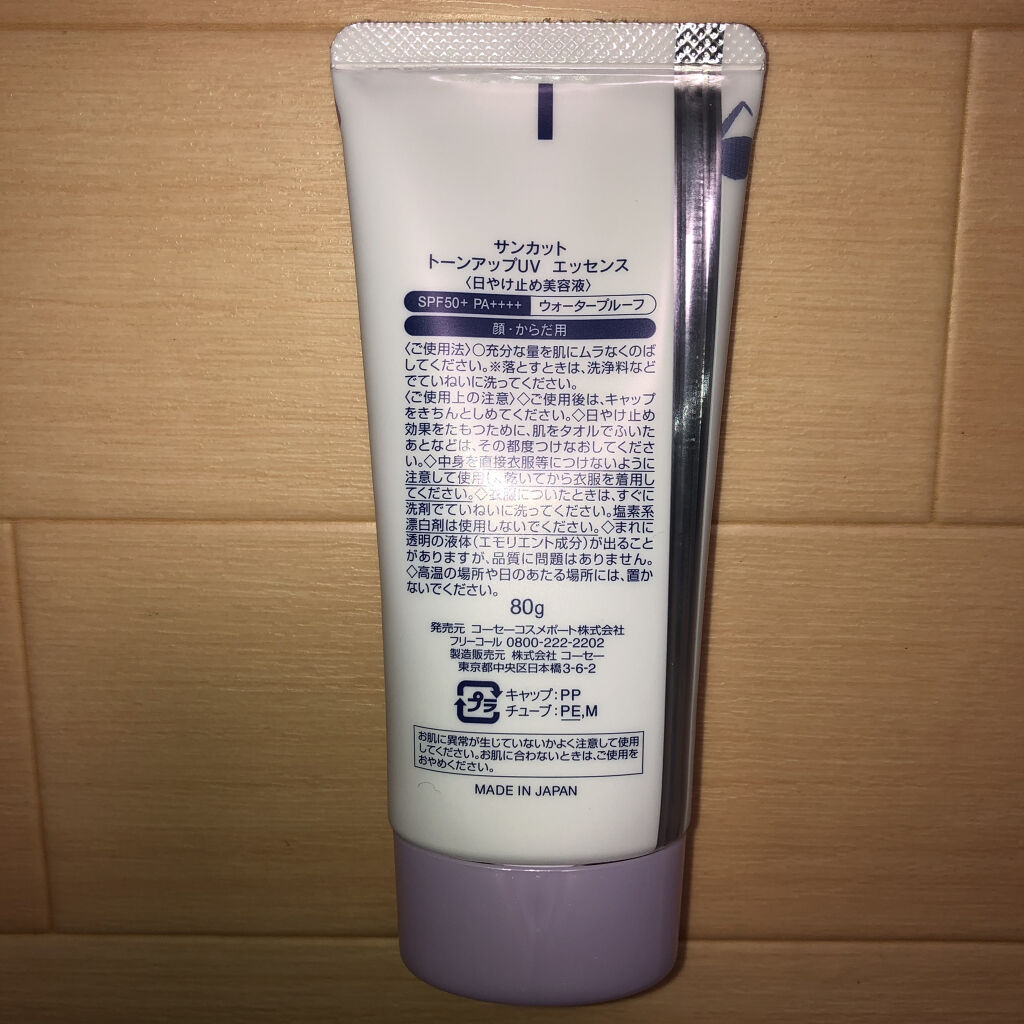 サンカット
トーンアップUV エッセンス
〈日やけ止め美容液〉
SPF50+ PA++++ ウォータープルーフ
顔・からだ用
〈ご使用法〉○充分な量を肌にムラなくのば
してください。※落とすときは、洗浄料など
でていねいに洗ってください。
〈ご使用上の注意〉◇ご使用後は、キャップ
をきちんとしめてください。◇日やけ止め
効果をたもつために、肌をタオルでふいた
あとなどは、その都度つけなおしてくださ
い。◇中身を直接衣服等につけないように
注意して使用し、乾いてから衣服を着用し
てください。◇衣服についたときは、すぐに
洗剤でていねいに洗ってください。塩素系
漂白剤は使用しないでください。◇まれに
透明の液体(エモリエント成分)が出ること
がありますが、品質に問題はありません。
◇高温の場所や日のあたる場所には、置か
ないでください。
80g
発売元 コーセーコスメポート株式会社
フリーコール 0800-222-2202
製造販売元 株式会社 コーセー
東京都中央区日本橋3-6-2
プラ キャップ:PP
チューブ:PE,M
お肌に異常が生じていないかよく注意して使用
してください。お肌に合わないときは、ご使用を
おやめください。
MADE IN JAPAN